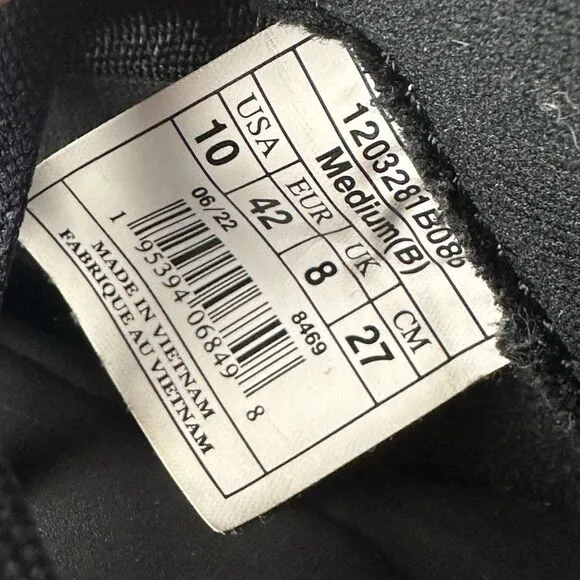 1203281B08
Medium(B)
USA EUR UK CM
10 42 8 27
06/22
8469
1 95394 06849 8
MADE IN VIETNAM
FABRIQUE AU VIETNAM